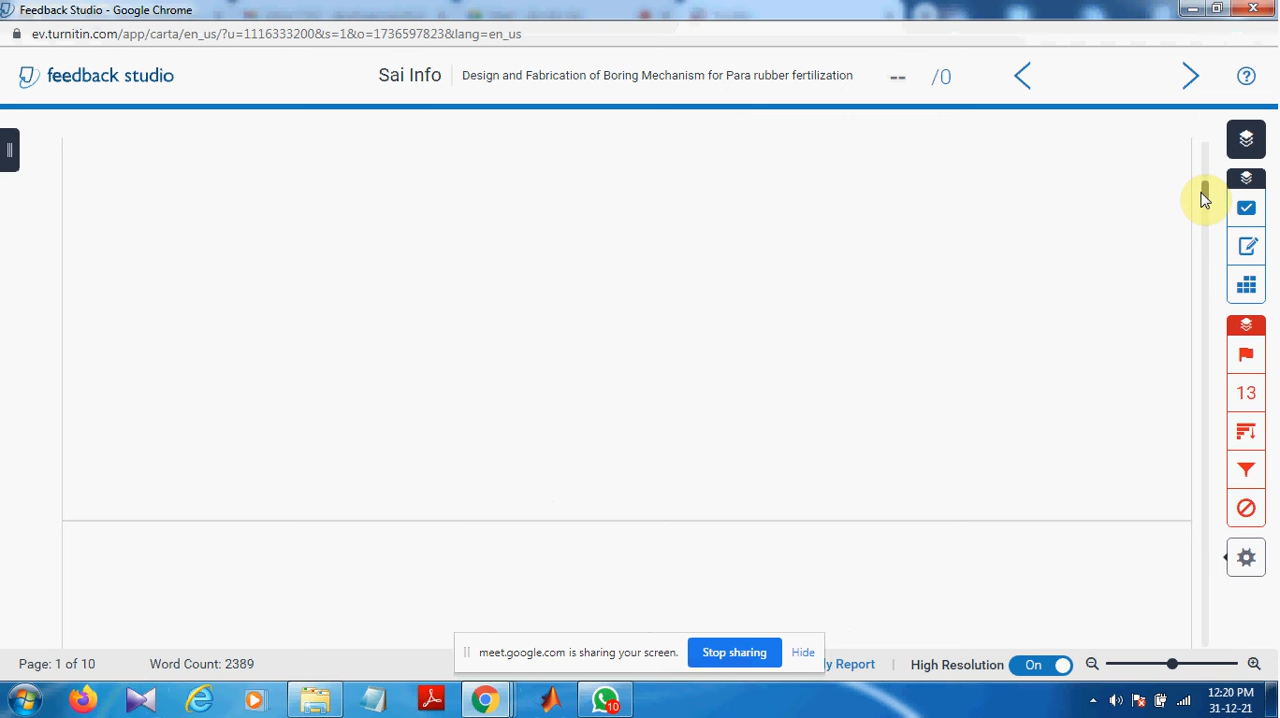 Feedback Studio - Google Chrome
ev.turnitin.com/app/carta/en_us/?u=1116333200&s=1&o=1736597823&lang=en_us
feedback studio
Sai Info
Design and Fabrication of Boring Mechanism for Para rubber fertilization
-- /0
?
13
meet.google.com is sharing your screen.
Stop sharing
Hide
Page: 1 of 10
Word Count: 2389
y Report
High Resolution
On
10
12:20 PM
31-12-21